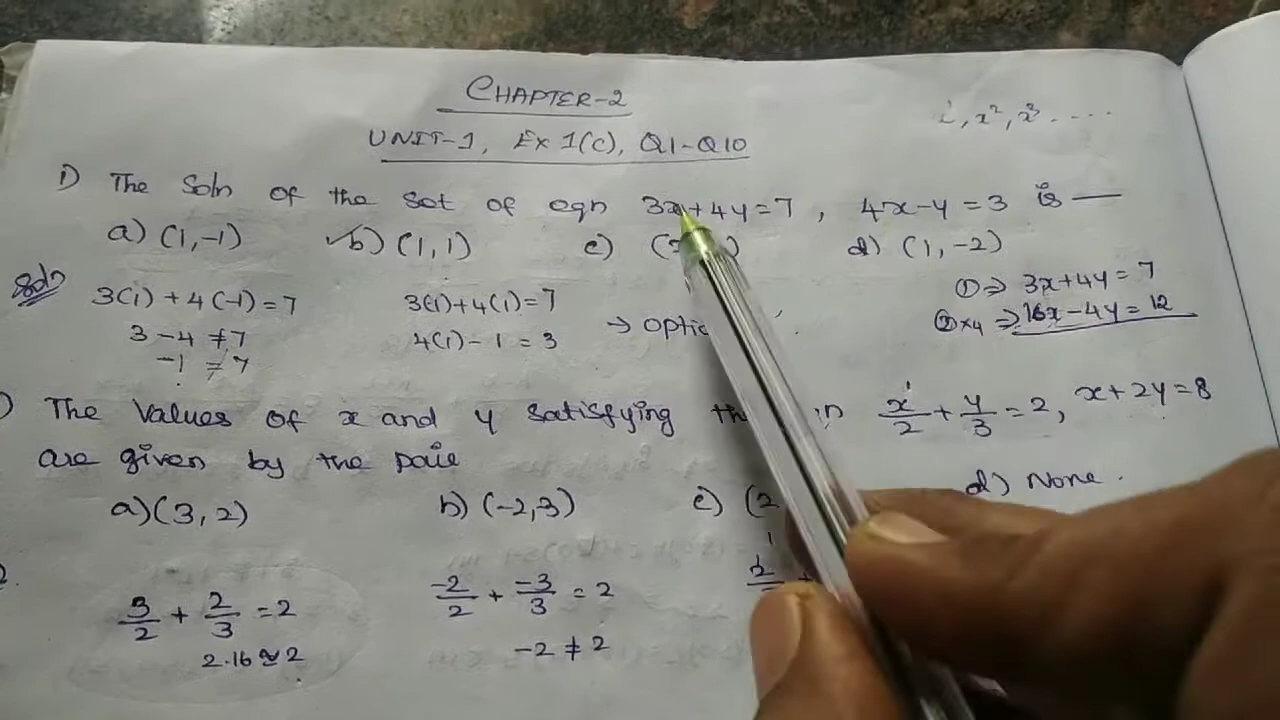 CHAPTER-2
UNIT-1, Ex 1(c), Q1-Q10
i, x², x³ ....
1) The Soln of the set of eqn 3x+4y=7, 4x-y=3 is —
a) (1,-1) b) (1,1) c) ( d) (1,-2)
Soln 3(1)+4(-1)=7 3(1)+4(1)=7 ①⇒ 3x+4y=7
3-4≠7 4(1)-1=3 → Optio ②×4 ⇒ 16x-4y=12
-1≠7
) The values of x and y satisfying the n x/2+y/3=2, x+2y=8
are given by the pair
a) (3,2) b) (-2,3) c) (2 d) None.
3/2+2/3=2 -2/2+-3/3=2
2.16≈2 -2≠2